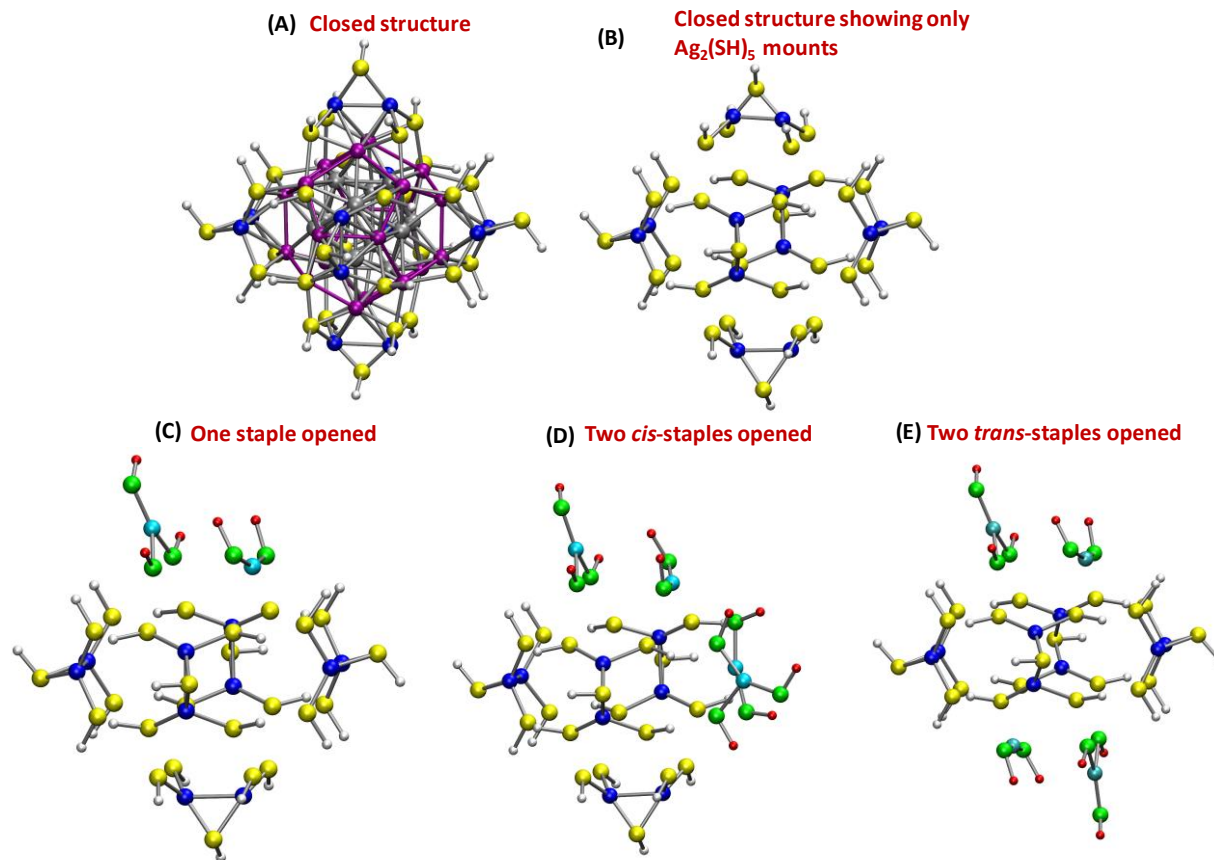 (A) Closed structure
(B) Closed structure showing only
Ag₂(SH)₅ mounts
(C) One staple opened
(D) Two cis-staples opened
(E) Two trans-staples opened